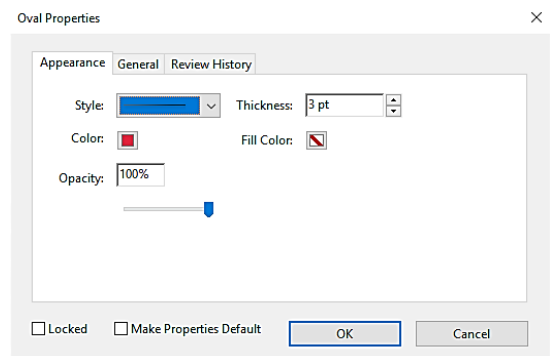 Oval Properties
Appearance General Review History
Style: Thickness: 3 pt
Color: Fill Color:
Opacity: 100%
Locked Make Properties Default OK Cancel